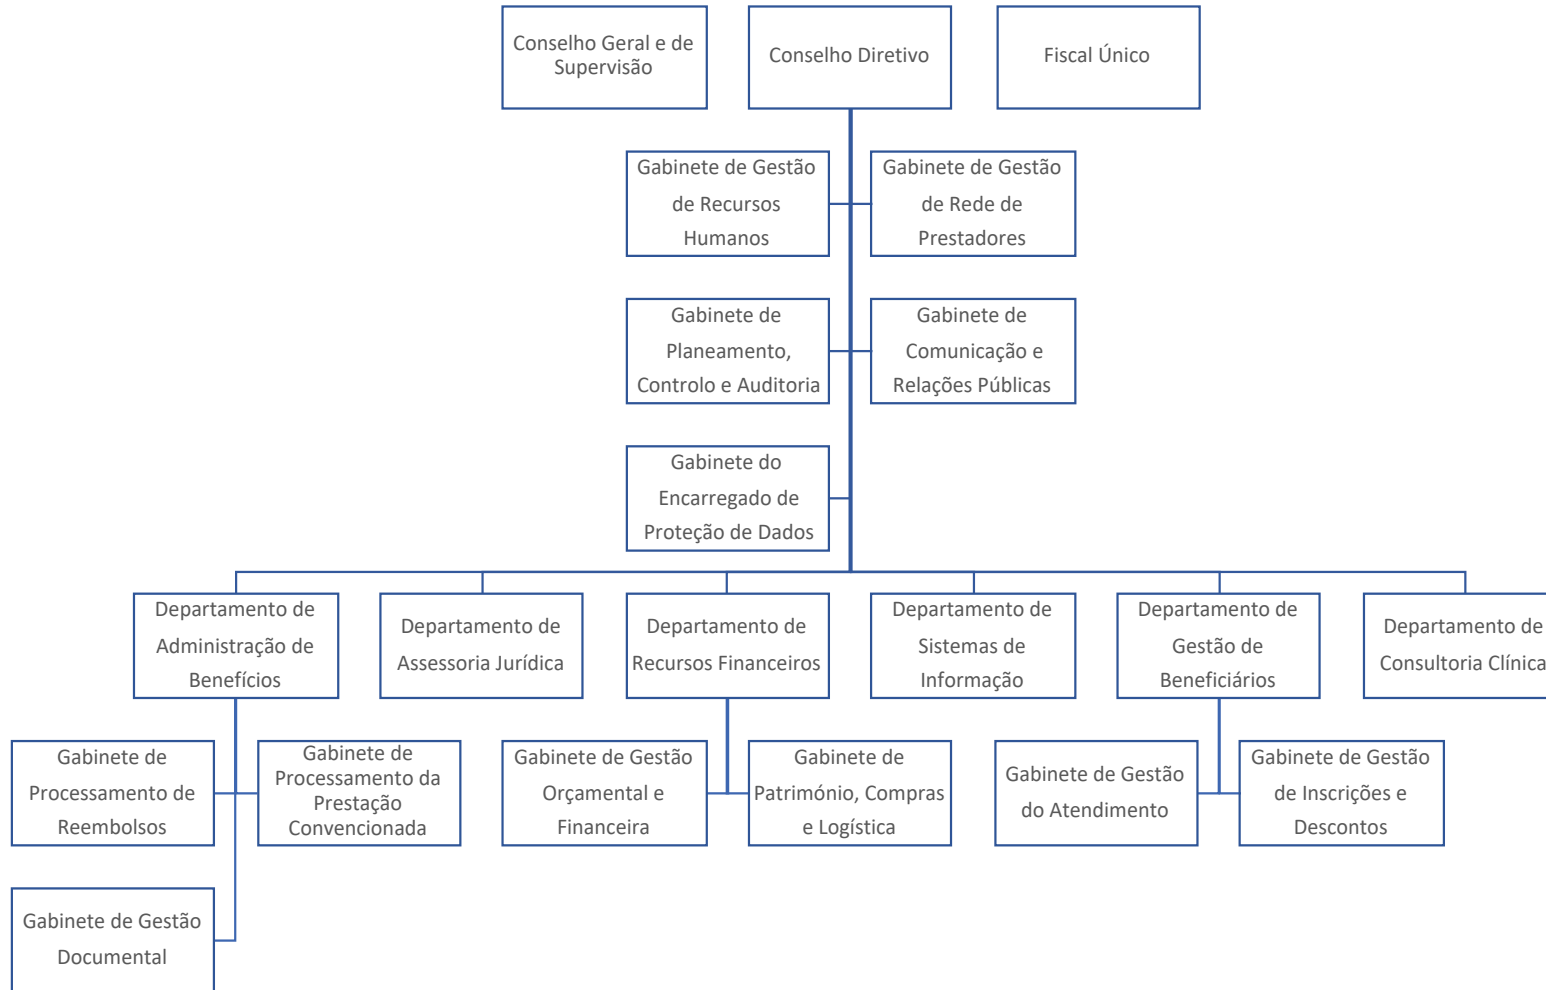 Conselho Geral e de
Supervisão
Conselho Diretivo
Fiscal Único
Gabinete de Gestão
de Recursos
Humanos
Gabinete de Gestão
de Rede de
Prestadores
Gabinete de
Planeamento,
Controlo e Auditoria
Gabinete de
Comunicação e
Relações Públicas
Gabinete do
Encarregado de
Proteção de Dados
Departamento de
Administração de
Benefícios
Departamento de
Assessoria Jurídica
Departamento de
Recursos Financeiros
Departamento de
Sistemas de
Informação
Departamento de
Gestão de
Beneficiários
Departamento de
Consultoria Clínica
Gabinete de
Processamento de
Reembolsos
Gabinete de
Processamento da
Prestação
Convencionada
Gabinete de Gestão
Orçamental e
Financeira
Gabinete de
Património, Compras
e Logística
Gabinete de Gestão
do Atendimento
Gabinete de Gestão
de Inscrições e
Descontos
Gabinete de Gestão
Documental